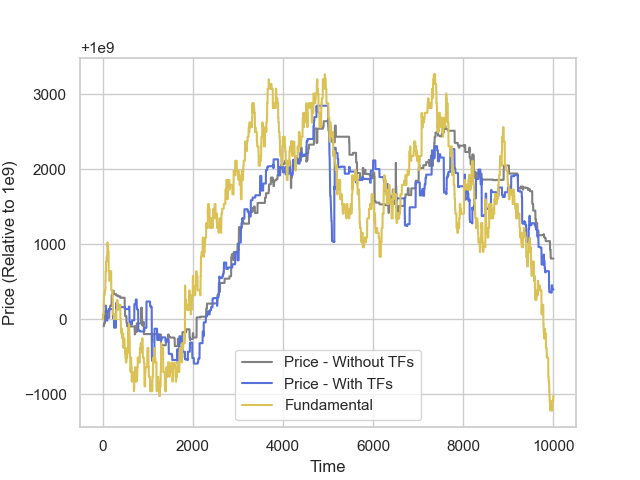 +1e9
3000
2000
1000
0
−1000
Price (Relative to 1e9)
Price - Without TFs
Price - With TFs
Fundamental
0 2000 4000 6000 8000 10000
Time